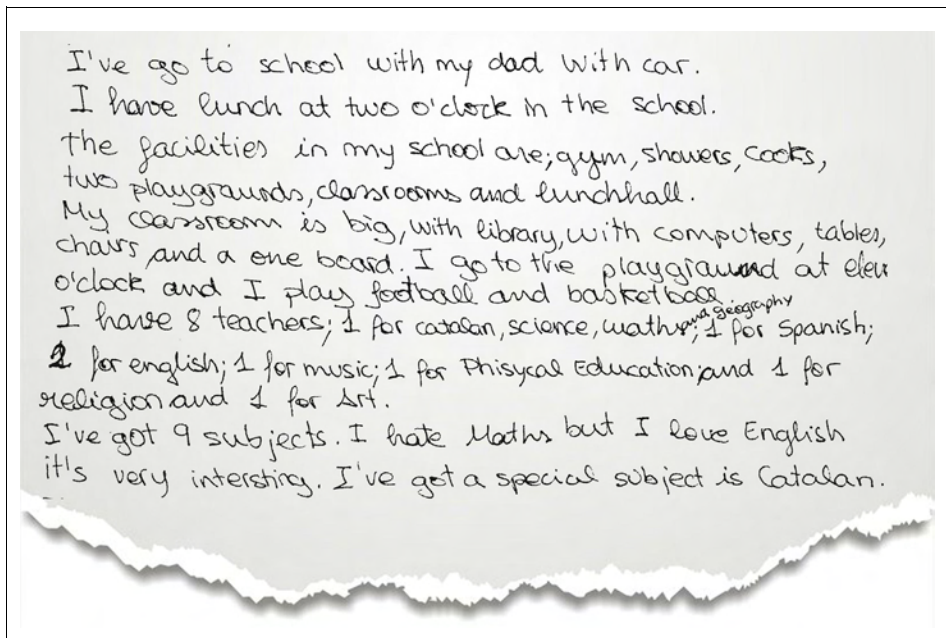 I've go to school with my dad with car.
I have lunch at two o'clock in the school.
the facilities in my school are; gym, showers, cooks,
two playgraunds, classrooms and lunchhall.
My classroom is big, with library, with computers, tables,
chairs, and a one board. I go to the playgraund at elev
o'clock and I play football and basketball.
and geography
I have 8 teachers; 1 for catalan, science, maths; 1 for Spanish;
2 for english; 1 for music; 1 for Phisycal Education; and 1 for
religion and 1 for Art.
I've got 9 subjects. I hate Maths but I love English
it's very intersting. I've got a special subject is Catalan.